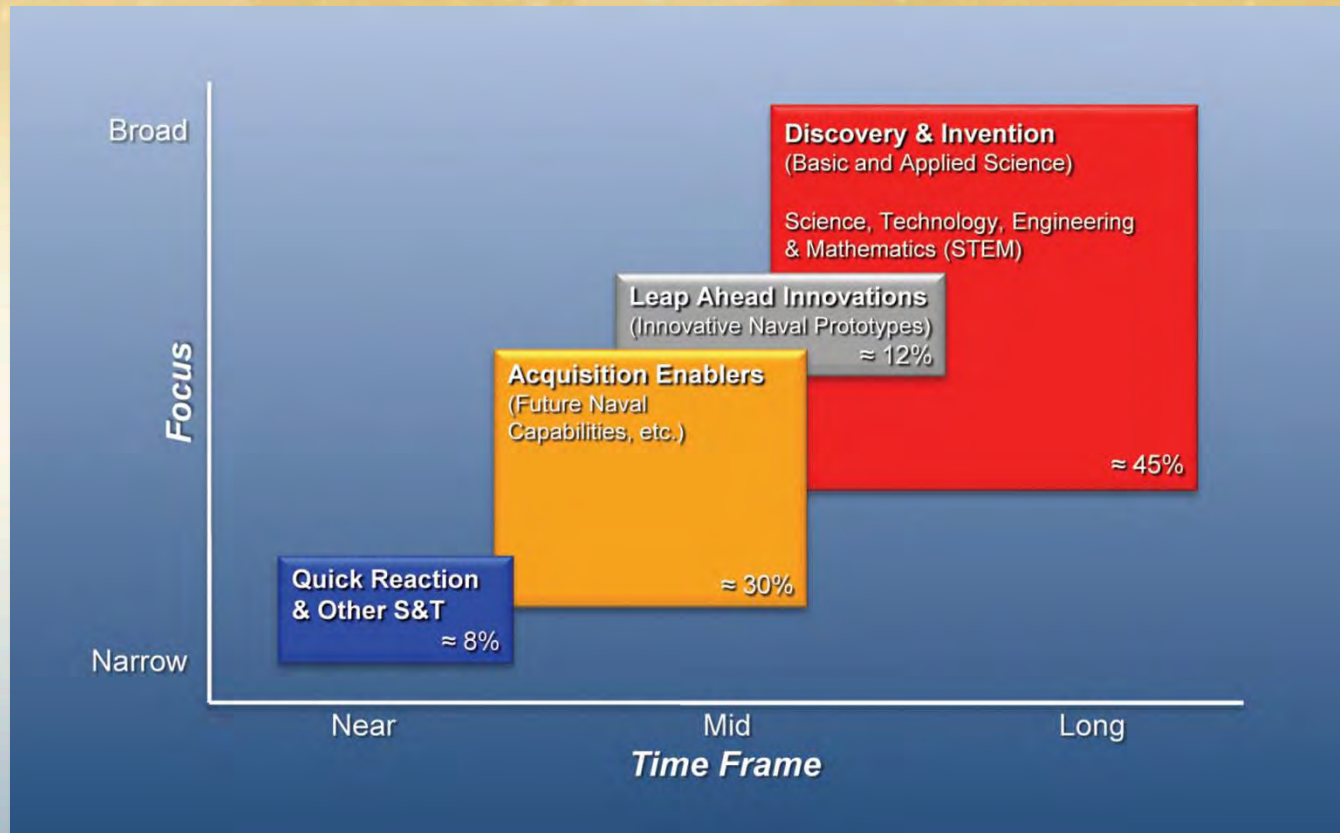 Broad
Focus
Narrow
Discovery & Invention
(Basic and Applied Science)
Science, Technology, Engineering
& Mathematics (STEM)
≈ 45%
Leap Ahead Innovations
(Innovative Naval Prototypes)
≈ 12%
Acquisition Enablers
(Future Naval
Capabilities, etc.)
≈ 30%
Quick Reaction
& Other S&T
≈ 8%
Near
Mid
Long
Time Frame